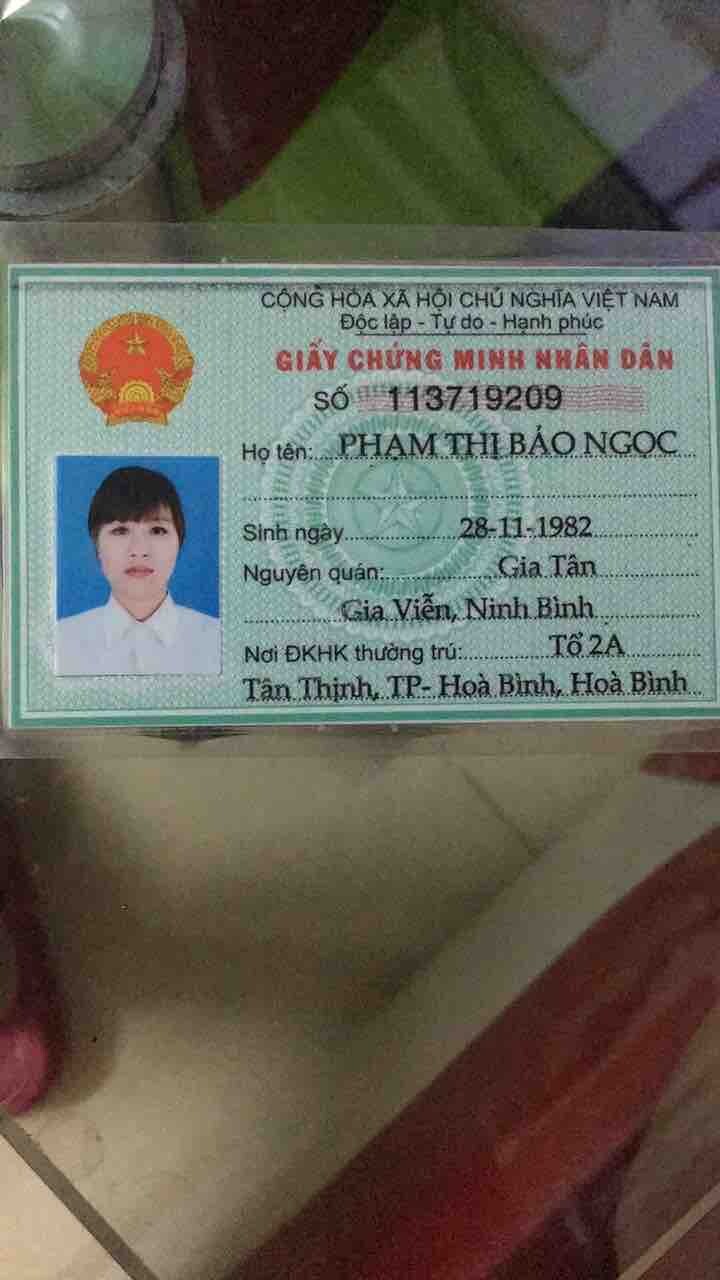 CỘNG HÒA XÃ HỘI CHỦ NGHĨA VIỆT NAM
Độc lập - Tự do - Hạnh phúc
GIẤY CHỨNG MINH NHÂN DÂN
SỐ 113719209
Họ tên: PHẠM THỊ BẢO NGỌC
Sinh ngày 28-11-1982
Nguyên quán: Gia Tân
Gia Viễn, Ninh Bình
Nơi ĐKHK thường trú: Tổ 2A
Tân Thịnh, TP- Hoà Bình, Hoà Bình